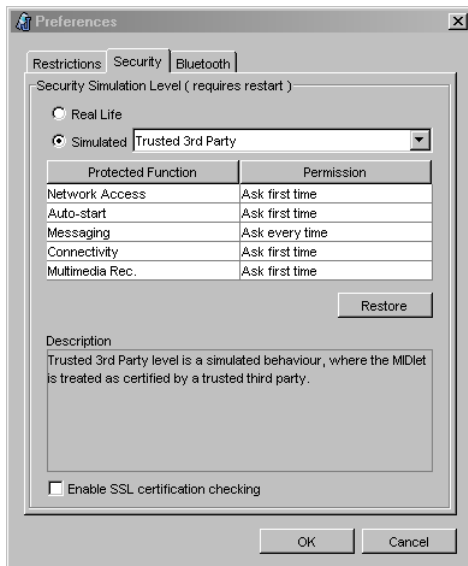 Preferences
Restrictions Security Bluetooth
Security Simulation Level ( requires restart )
Real Life
Simulated Trusted 3rd Party
Protected Function Permission
Network Access Ask first time
Auto-start Ask first time
Messaging Ask every time
Connectivity Ask first time
Multimedia Rec. Ask first time
Restore
Description
Trusted 3rd Party level is a simulated behaviour, where the MIDlet
is treated as certified by a trusted third party.
Enable SSL certification checking
OK Cancel